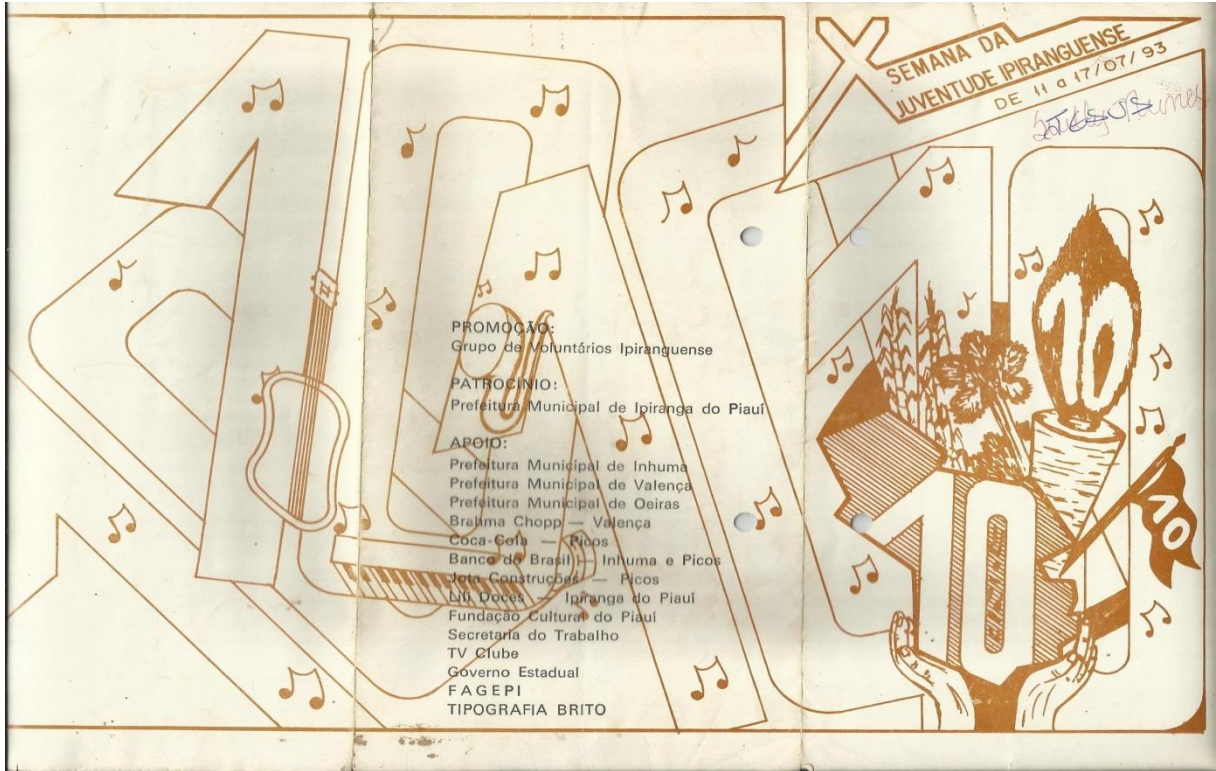 X SEMANA DA
JUVENTUDE IPIRANGUENSE
DE 11 a 17/07/93
10
10
10
PROMOÇÃO:
Grupo de Voluntários Ipiranguense
PATROCÍNIO:
Prefeitura Municipal de Ipiranga do Piauí
APOIO:
Prefeitura Municipal de Inhuma
Prefeitura Municipal de Valença
Prefeitura Municipal de Oeiras
Brahma Chopp — Valença
Coca-Cola — Picos
Banco do Brasil — Inhuma e Picos
Jota Construções — Picos
Lili Doces — Ipiranga do Piauí
Fundação Cultural do Piauí
Secretaria do Trabalho
TV Clube
Governo Estadual
FAGEPI
TIPOGRAFIA BRITO